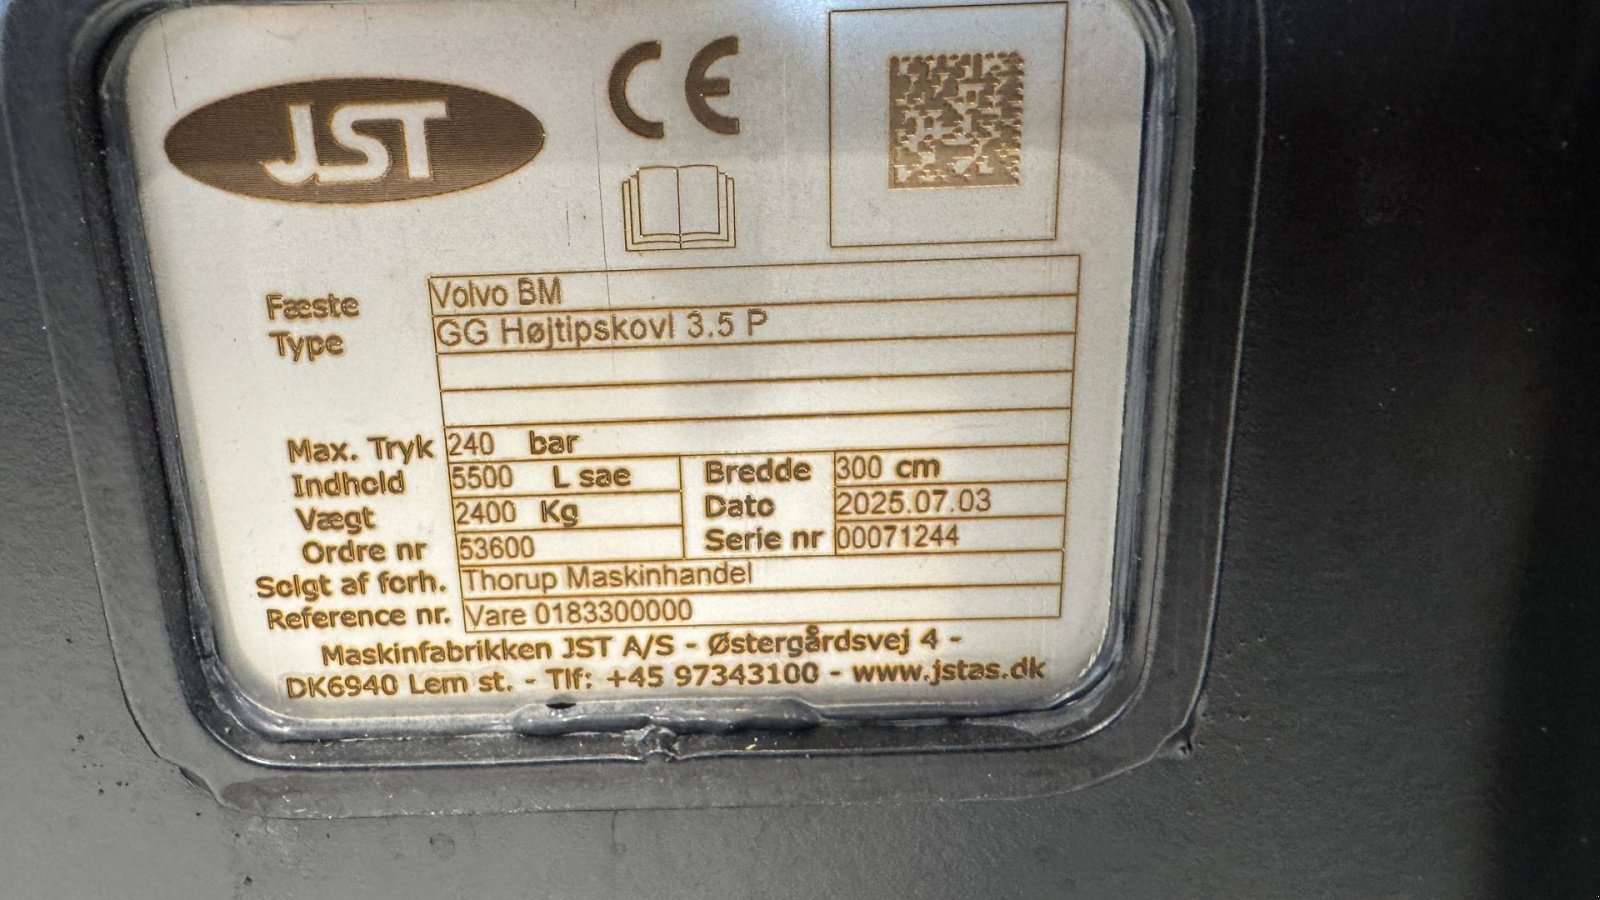 JST
CE
Fæste Volvo BM
Type GG Højtipskovl 3.5 P
Max. Tryk 240 bar
Indhold 5500 L sae Bredde 300 cm
Vægt 2400 Kg Dato 2025.07.03
Ordre nr 53600 Serie nr 00071244
Solgt af forh. Thorup Maskinhandel
Reference nr. Vare 0183300000
Maskinfabrikken JST A/S - Østergårdsvej 4 -
DK6940 Lem st. - Tlf: +45 97343100 - www.jstas.dk